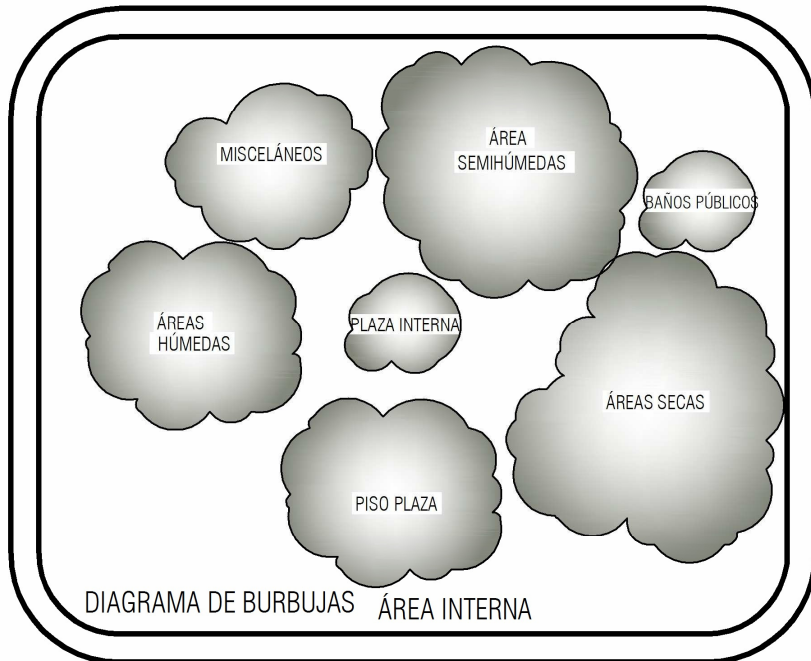 ÁREA
SEMIHÚMEDAS
MISCELÁNEOS
BAÑOS PÚBLICOS
ÁREAS
HÚMEDAS
PLAZA INTERNA
ÁREAS SECAS
PISO PLAZA
DIAGRAMA DE BURBUJAS ÁREA INTERNA